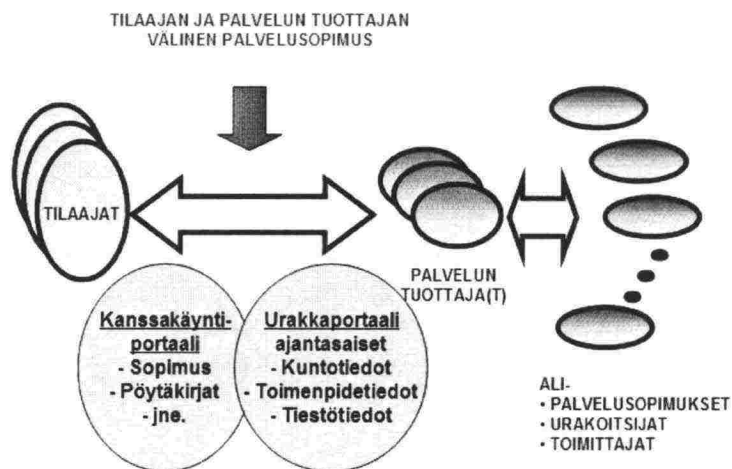 TILAAJAN JA PALVELUN TUOTTAJAN
VÄLINEN PALVELUSOPIMUS
TILAAJAT
PALVELUN
TUOTTAJA(T)
Kanssakäynti-
portaali
- Sopimus
- Pöytäkirjat
- jne.
Urakkaportaali
ajantasaiset
- Kuntotiedot
- Toimenpidetiedot
- Tiestötiedot
ALI-
• PALVELUSOPIMUKSET
• URAKOITSIJAT
• TOIMITTAJAT